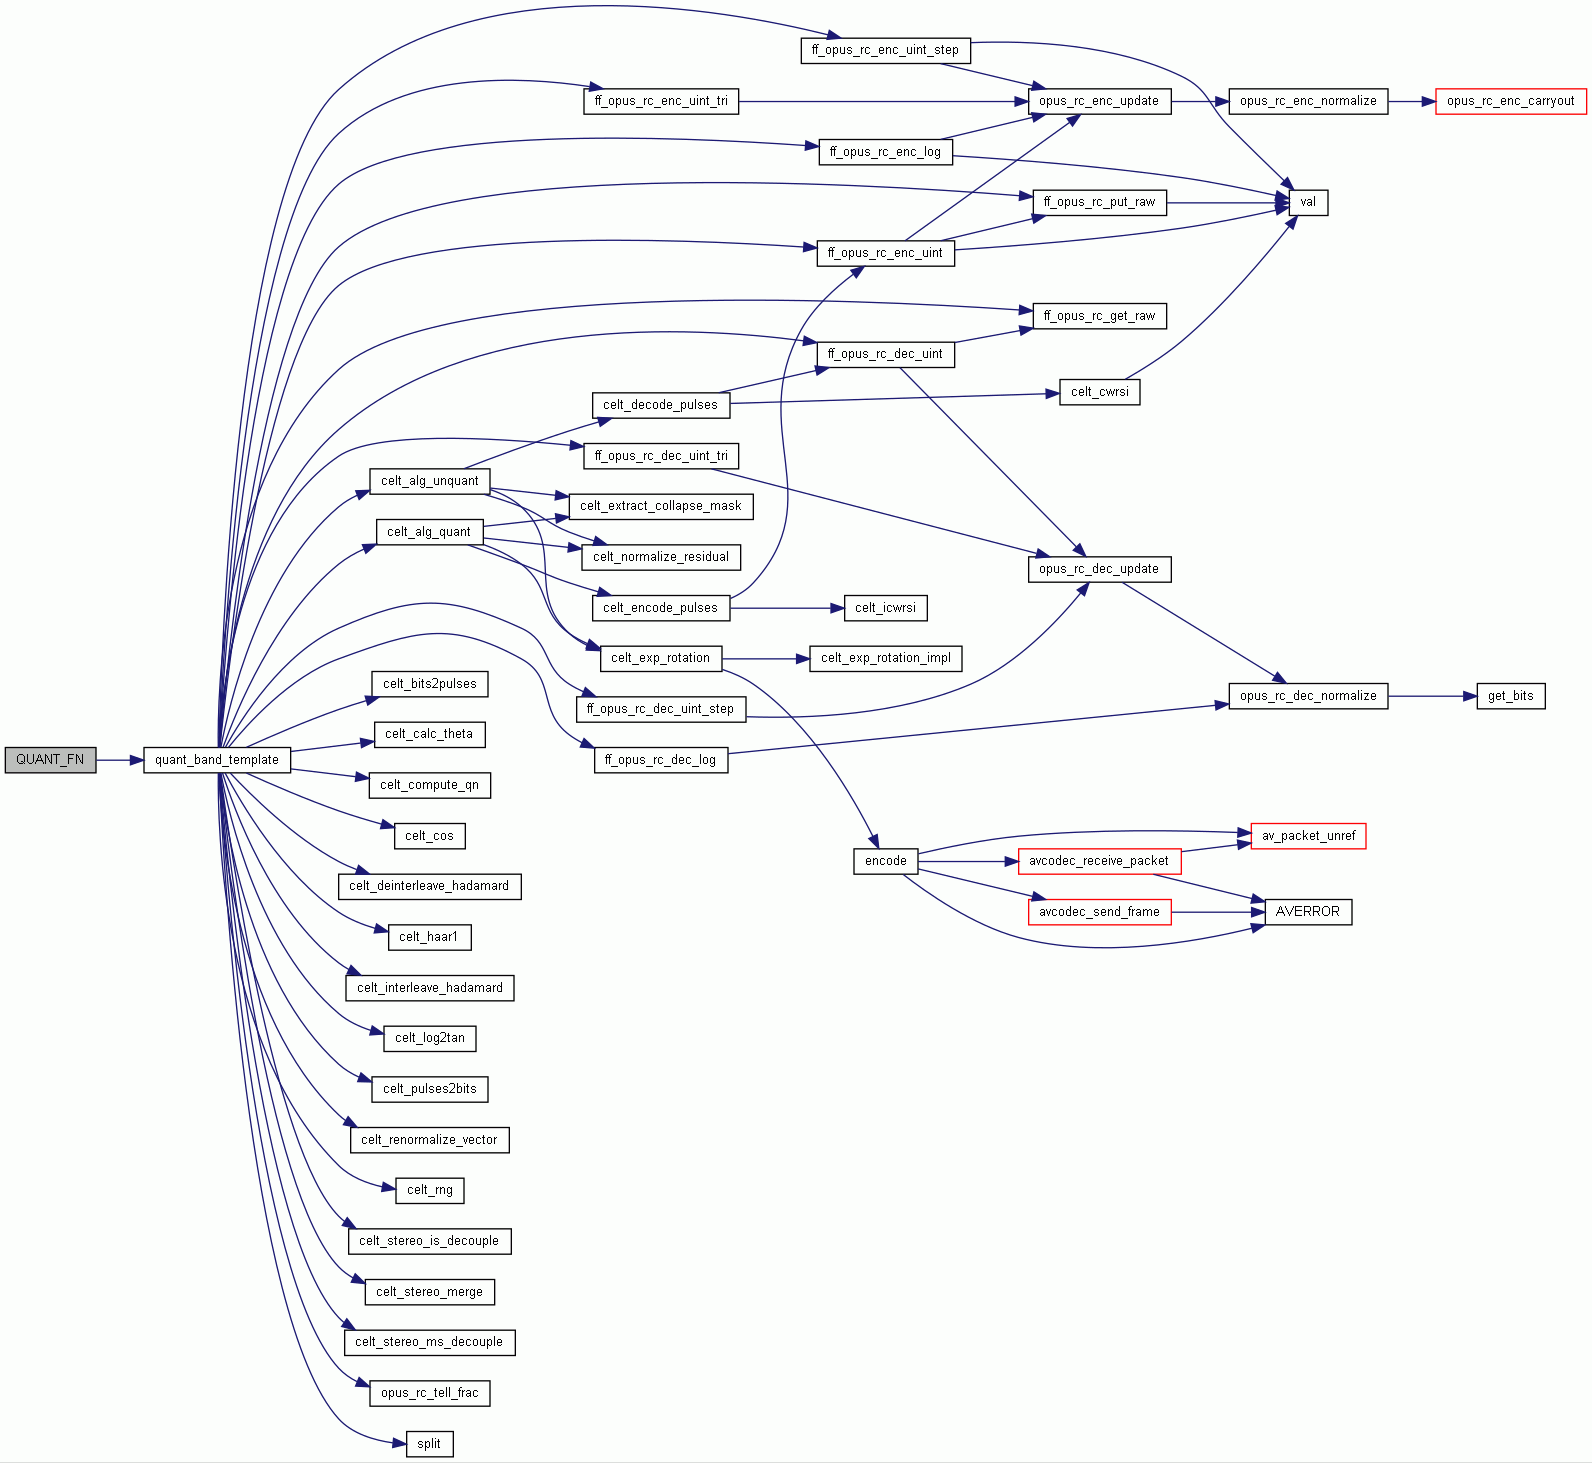 ff_opus_rc_enc_uint_step
ff_opus_rc_enc_uint_tri
opus_rc_enc_update
opus_rc_enc_normalize
opus_rc_enc_carryout
ff_opus_rc_enc_log
ff_opus_rc_put_raw
val
ff_opus_rc_enc_uint
ff_opus_rc_get_raw
ff_opus_rc_dec_uint
celt_cwrsi
celt_decode_pulses
ff_opus_rc_dec_uint_tri
celt_alg_unquant
celt_extract_collapse_mask
celt_alg_quant
celt_normalize_residual
opus_rc_dec_update
celt_encode_pulses
celt_icwrsi
celt_exp_rotation
celt_exp_rotation_impl
celt_bits2pulses
ff_opus_rc_dec_uint_step
opus_rc_dec_normalize
get_bits
celt_calc_theta
QUANT_FN
quant_band_template
ff_opus_rc_dec_log
celt_compute_qn
celt_cos
av_packet_unref
encode
avcodec_receive_packet
celt_deinterleave_hadamard
avcodec_send_frame
AVERROR
celt_haar1
celt_interleave_hadamard
celt_log2tan
celt_pulses2bits
celt_renormalize_vector
celt_rng
celt_stereo_is_decouple
celt_stereo_merge
celt_stereo_ms_decouple
opus_rc_tell_frac
split